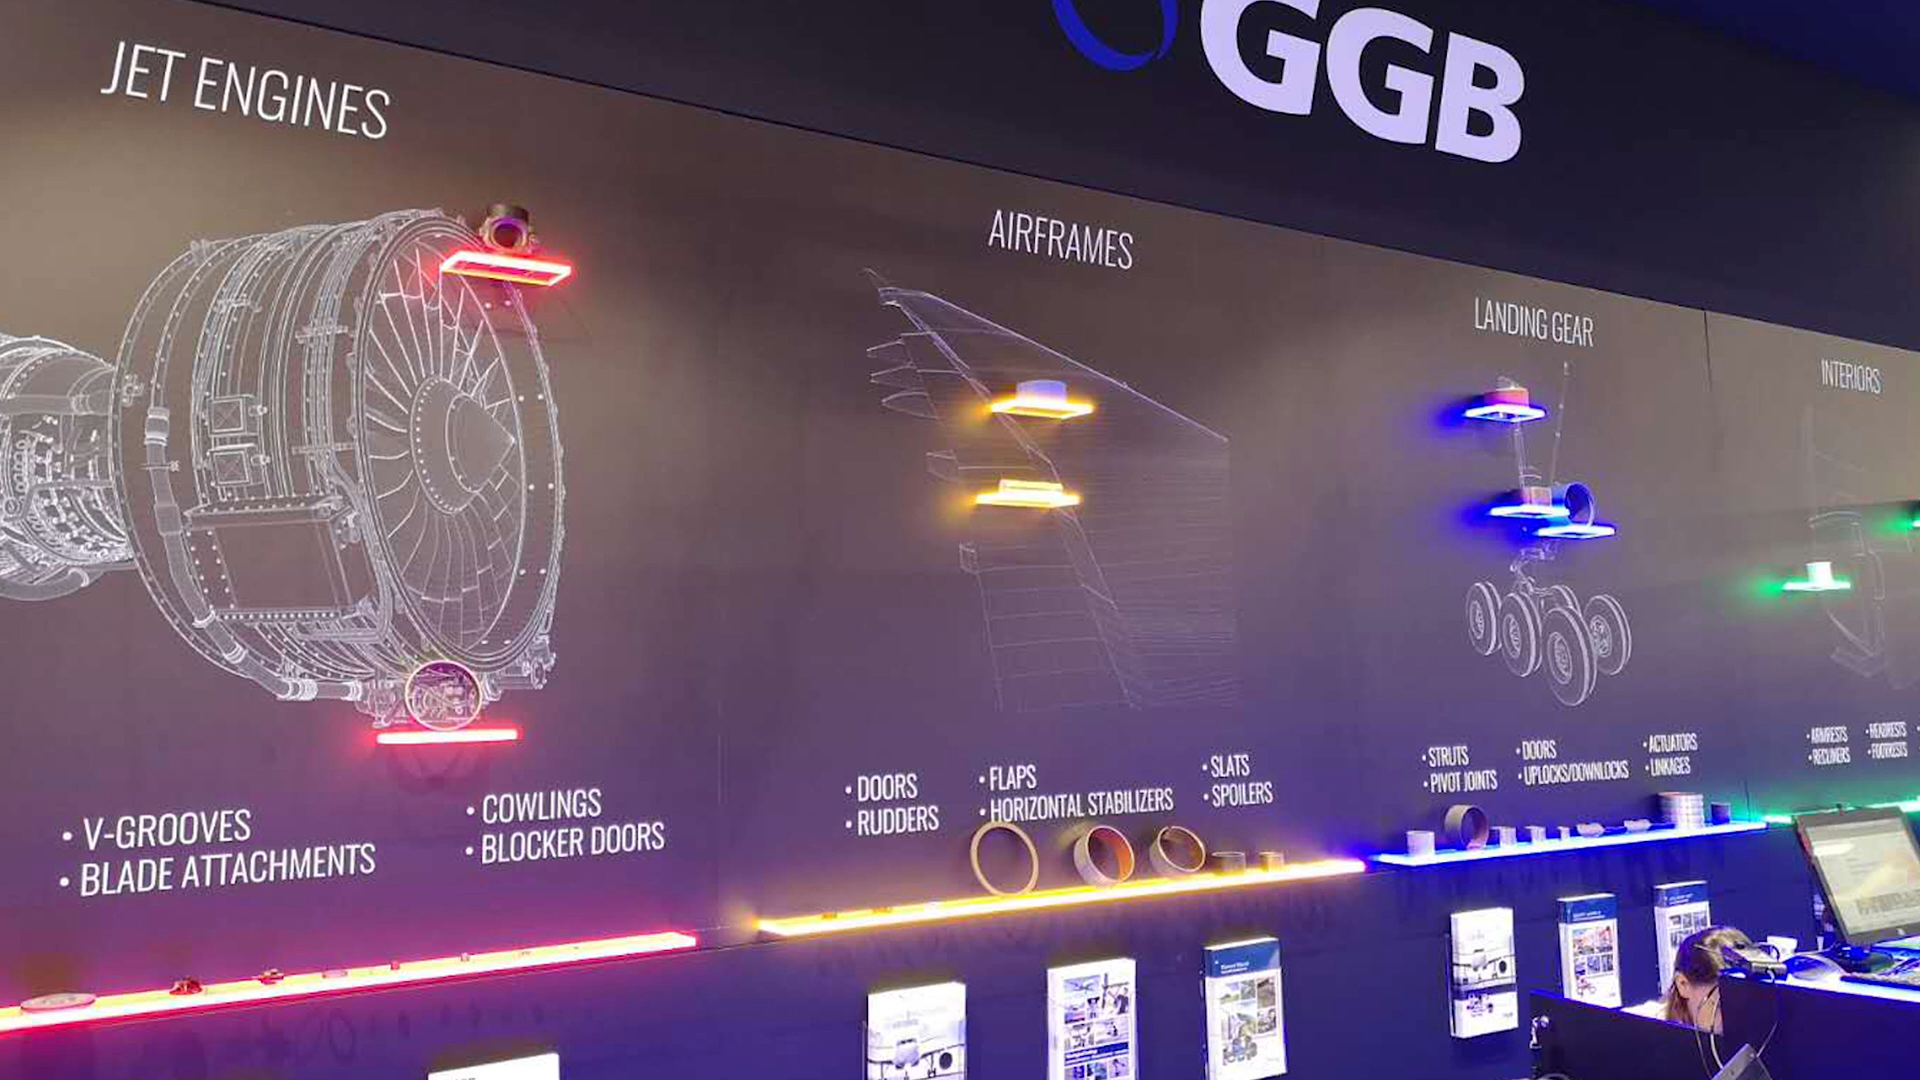 GGB
JET ENGINES
• V-GROOVES
• BLADE ATTACHMENTS
• COWLINGS
• BLOCKER DOORS
AIRFRAMES
• DOORS
• RUDDERS
• FLAPS
• HORIZONTAL STABILIZERS
• SLATS
• SPOILERS
LANDING GEAR
• STRUTS
• PIVOT JOINTS
• DOORS
• UPLOCKS/DOWNLOCKS
• ACTUATORS
• LINKAGES
INTERIORS
• ARMRESTS
• RECLINERS
• HEADRESTS
• FOOTRESTS